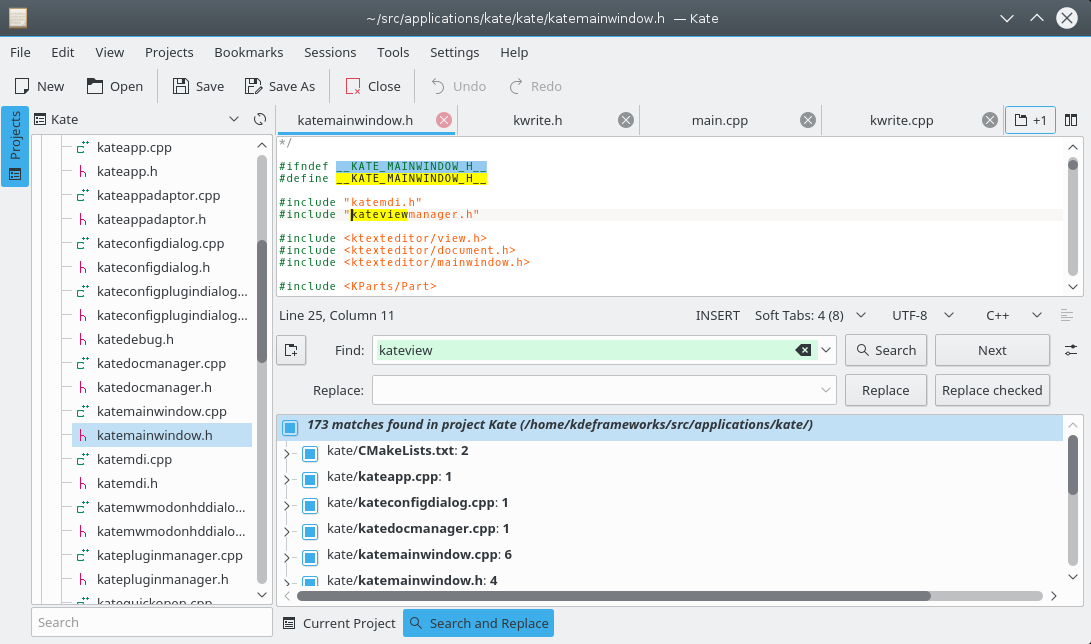 ~/src/applications/kate/kate/katemainwindow.h — Kate
File Edit View Projects Bookmarks Sessions Tools Settings Help
New Open Save Save As Close Undo Redo
Projects
Kate
kateapp.cpp
kateapp.h
kateappadaptor.cpp
kateappadaptor.h
kateconfigdialog.cpp
kateconfigdialog.h
kateconfigplugindialog...
kateconfigplugindialog...
katedebug.h
katedocmanager.cpp
katedocmanager.h
katemainwindow.cpp
katemainwindow.h
katemdi.cpp
katemdi.h
katemwmodonhddialo...
katemwmodonhddialo...
katepluginmanager.cpp
katepluginmanager.h
katequickopen.cpp
Search
katemainwindow.h kwrite.h main.cpp kwrite.cpp +1
*/
#ifndef __KATE_MAINWINDOW_H__
#define __KATE_MAINWINDOW_H__
#include "katemdi.h"
#include "kateviewmanager.h"
#include <ktexteditor/view.h>
#include <ktexteditor/document.h>
#include <ktexteditor/mainwindow.h>
#include <KParts/Part>
Line 25, Column 11 INSERT Soft Tabs: 4 (8) UTF-8 C++
Find: kateview Search Next
Replace: Replace Replace checked
173 matches found in project Kate (/home/kdeframeworks/src/applications/kate/)
kate/CMakeLists.txt: 2
kate/kateapp.cpp: 1
kate/kateconfigdialog.cpp: 1
kate/katedocmanager.cpp: 1
kate/katemainwindow.cpp: 6
kate/katemainwindow.h: 4
Current Project Search and Replace